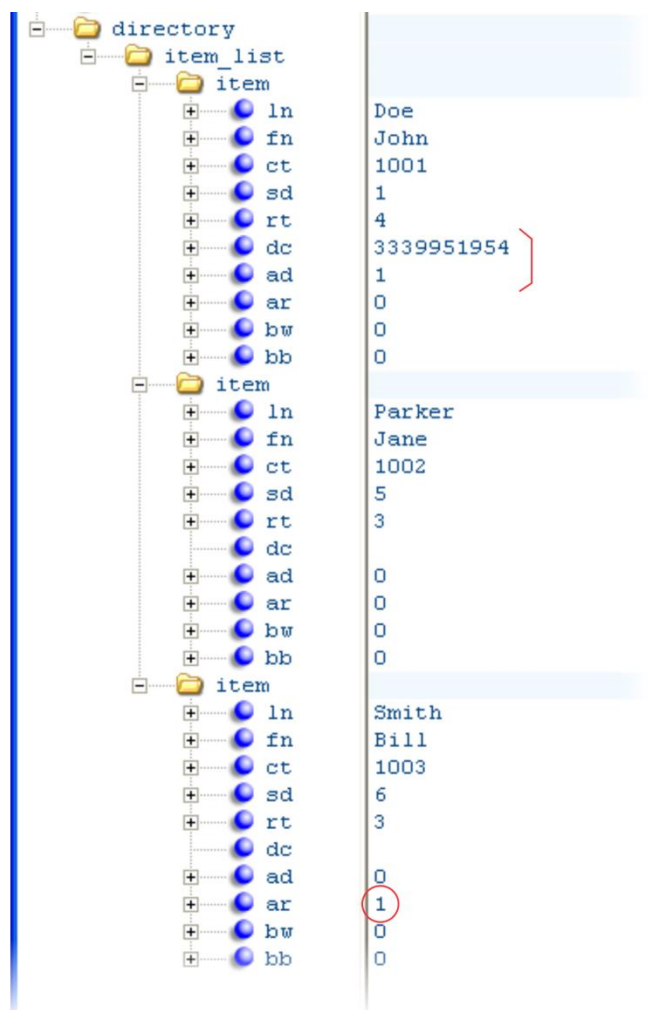 directory
item_list
item
ln Doe
fn John
ct 1001
sd 1
rt 4
dc 3339951954
ad 1
ar 0
bw 0
bb 0
item
ln Parker
fn Jane
ct 1002
sd 5
rt 3
dc
ad 0
ar 0
bw 0
bb 0
item
ln Smith
fn Bill
ct 1003
sd 6
rt 3
dc
ad 0
ar 1
bw 0
bb 0